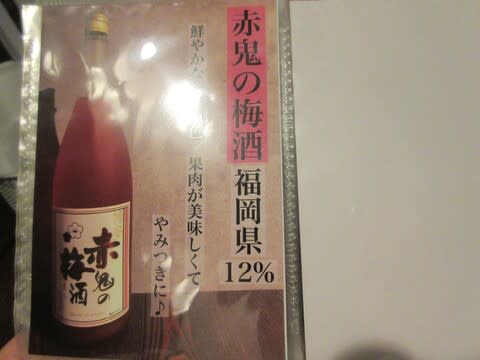 赤鬼の梅酒 福岡県 12%
鮮やかな
色
果肉が美味しくて
やみつきに♪
赤鬼の
梅酒